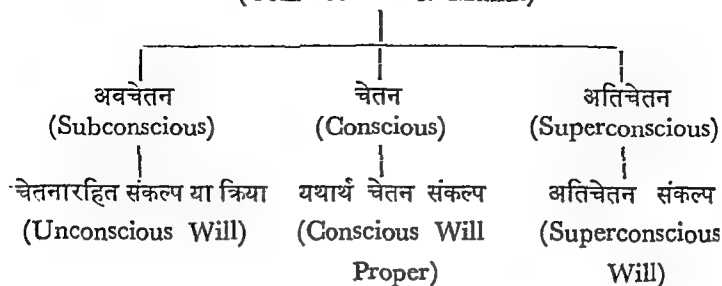 अवचेतन चेतन अतिचेतन
(Subconscious) (Conscious) (Superconscious)
चेतनारहित संकल्प या क्रिया यथार्थ चेतन संकल्प अतिचेतन संकल्प
(Unconscious Will) (Conscious Will (Superconscious
Proper) Will)